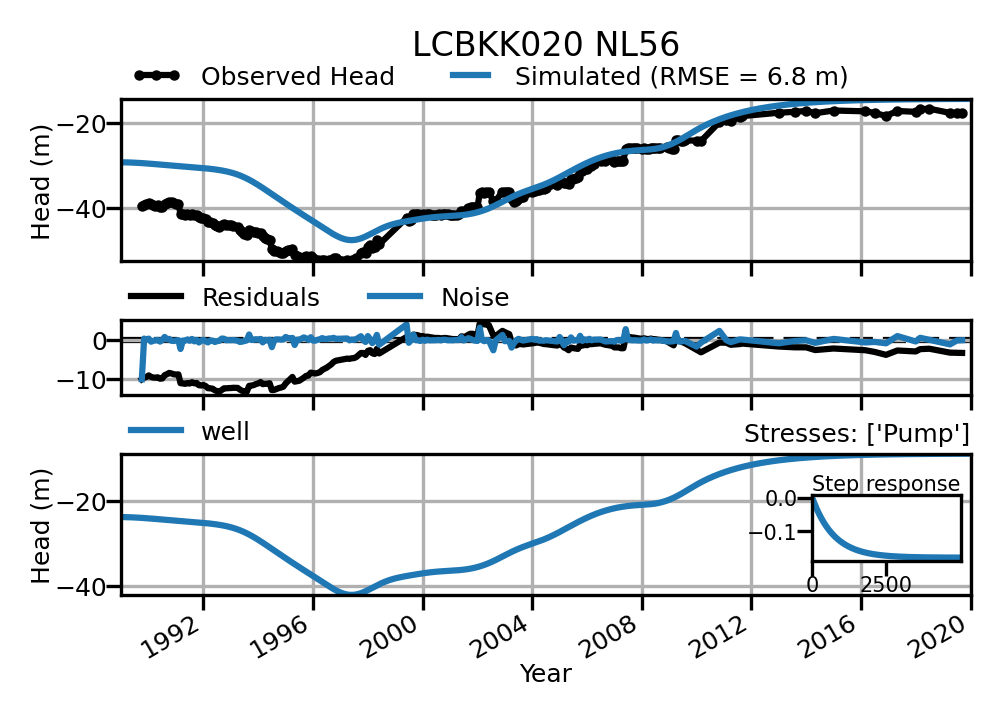 LCBKK020 NL56
Observed Head Simulated (RMSE = 6.8 m)
Head (m)
−20
−40
Residuals Noise
0
−10
well Stresses: ['Pump']
Head (m)
−20
−40
Step response
0.0
−0.1
0 2500
1992 1996 2000 2004 2008 2012 2016 2020
Year